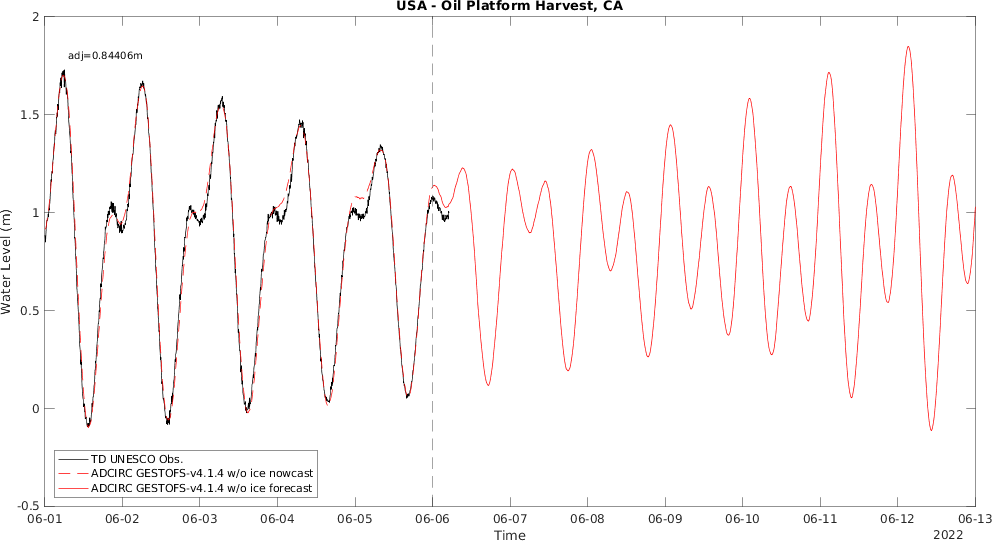 USA - Oil Platform Harvest, CA
adj=0.84406m
2
1.5
1
0.5
0
-0.5
Water Level (m)
TD UNESCO Obs.
ADCIRC GESTOFS-v4.1.4 w/o ice nowcast
ADCIRC GESTOFS-v4.1.4 w/o ice forecast
06-01 06-02 06-03 06-04 06-05 06-06 06-07 06-08 06-09 06-10 06-11 06-12 06-13
Time
2022